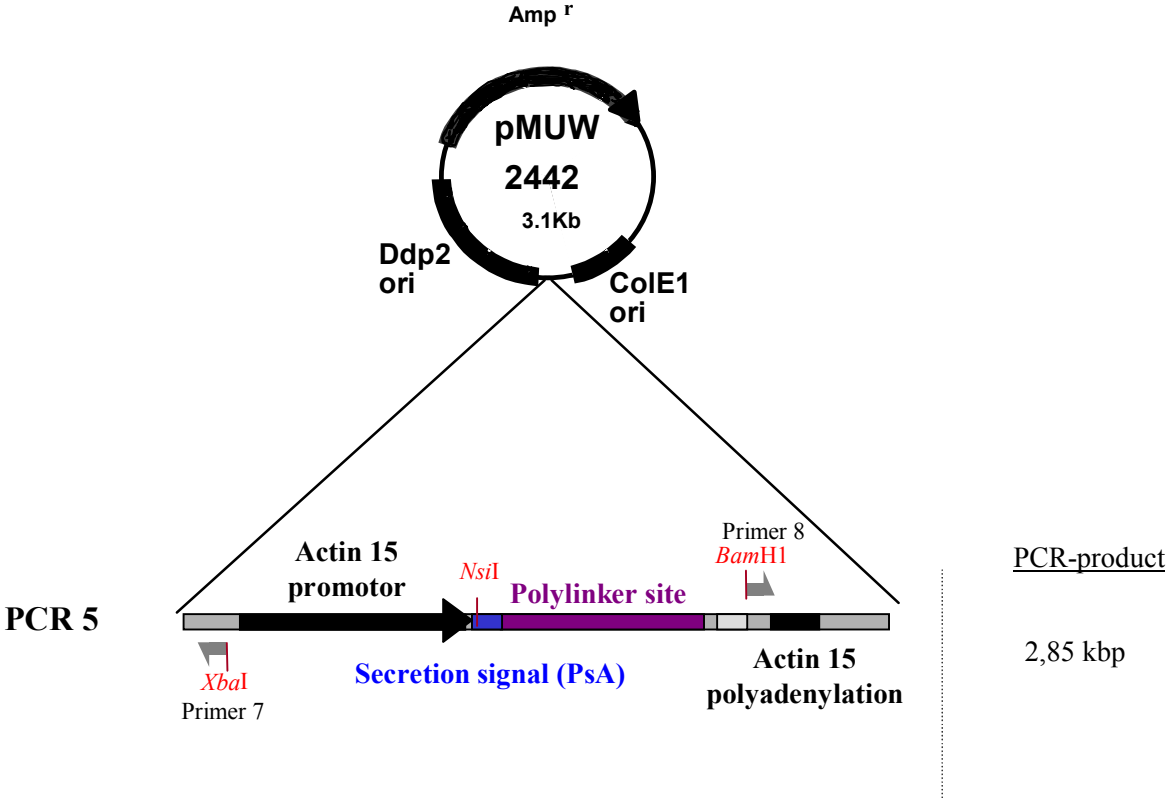 Amp r
pMUW
2442
3.1Kb
Ddp2
ori
ColE1
ori
Primer 8
BamH1
PCR-product
Actin 15
promotor
NsiI
Polylinker site
PCR 5
2,85 kbp
Secretion signal (PsA)
Actin 15
polyadenylation
XbaI
Primer 7